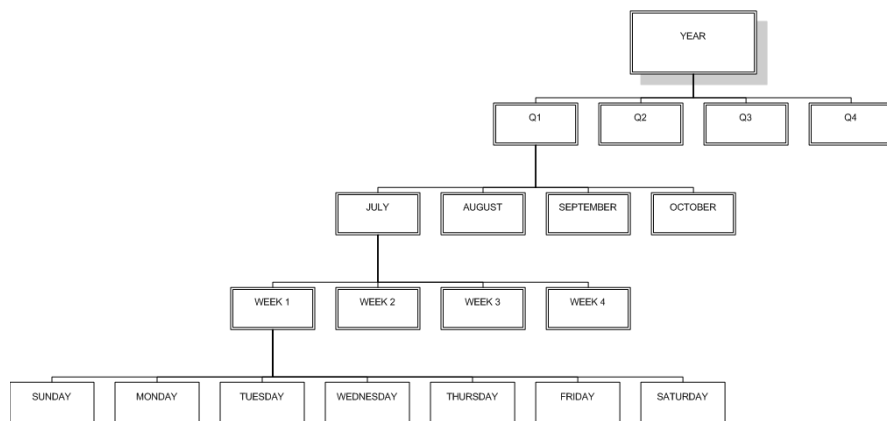 YEAR
Q1 Q2 Q3 Q4
JULY AUGUST SEPTEMBER OCTOBER
WEEK 1 WEEK 2 WEEK 3 WEEK 4
SUNDAY MONDAY TUESDAY WEDNESDAY THURSDAY FRIDAY SATURDAY